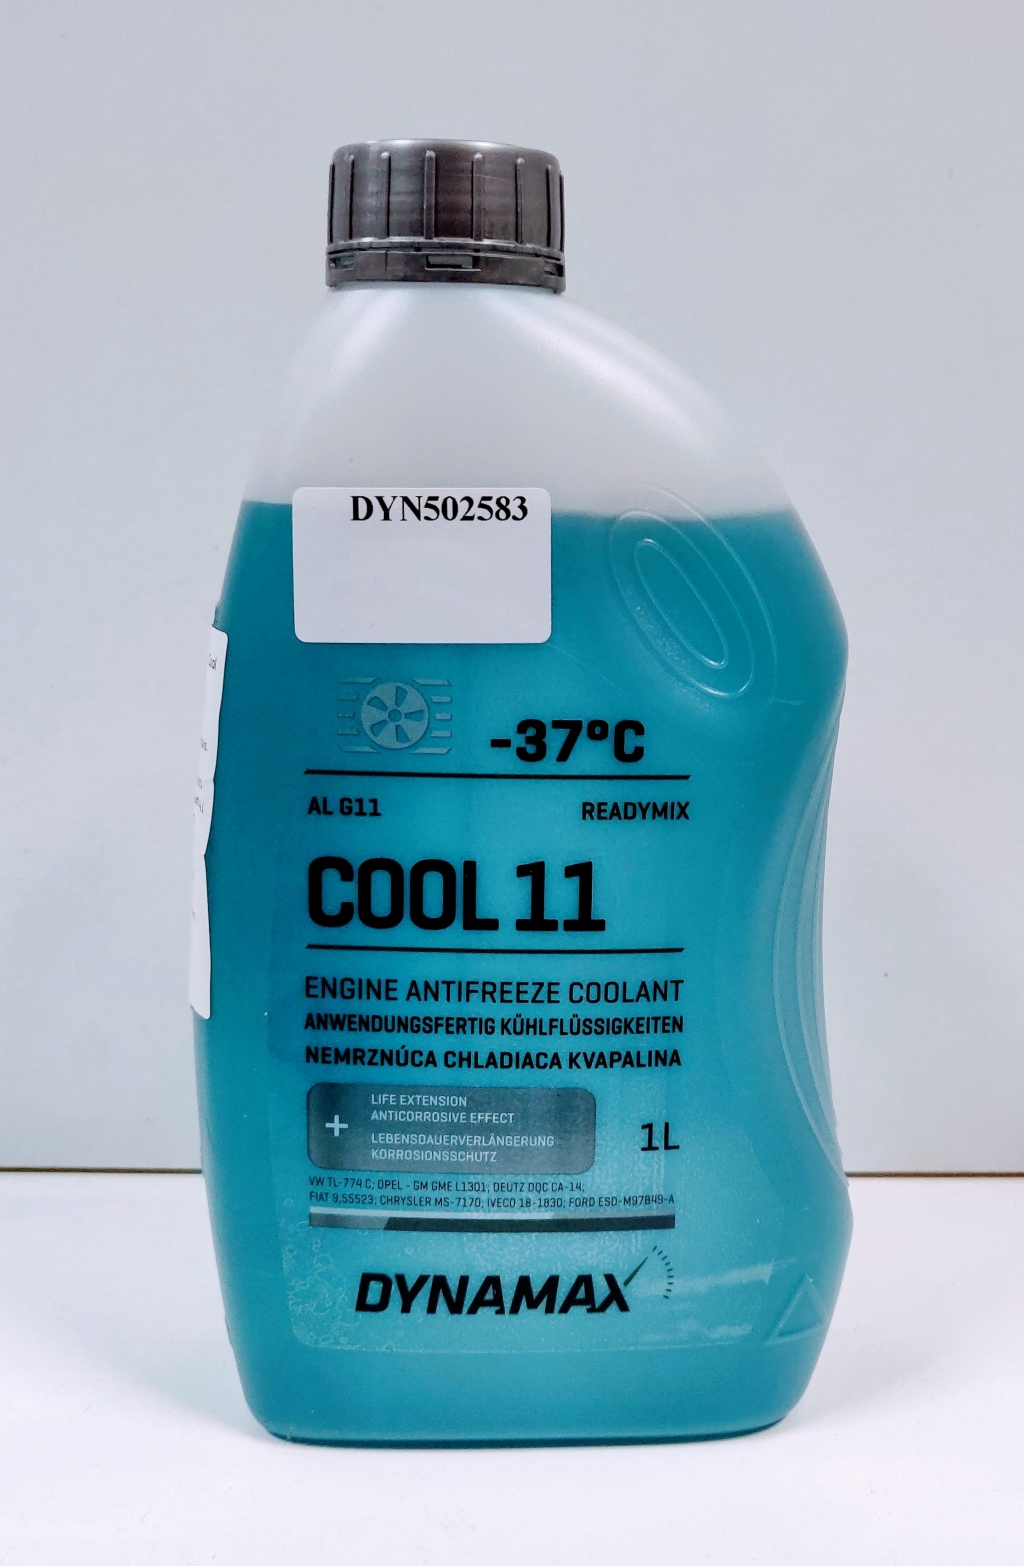 DYN502583
-37°C
AL G11 READYMIX
COOL 11
ENGINE ANTIFREEZE COOLANT
ANWENDUNGSFERTIG KÜHLFLÜSSIGKEITEN
NEMRZNÚCA CHLADIACA KVAPALINA
+ LIFE EXTENSION
ANTICORROSIVE EFFECT
LEBENSDAUERVERLÄNGERUNG
KORROSIONSSCHUTZ
1L
VW TL-774 C; OPEL - GM GME L1301; DEUTZ DQC CA-14;
FIAT 9.55523; CHRYSLER MS-7170; IVECO 18-1830; FORD ESD-M97B49-A
DYNAMAX